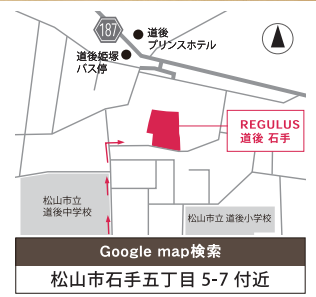 187
道後
プリンスホテル
道後姫塚
バス停
REGULUS
道後 石手
松山市立
道後中学校
松山市立 道後小学校
Google map検索
松山市石手五丁目 5-7 付近